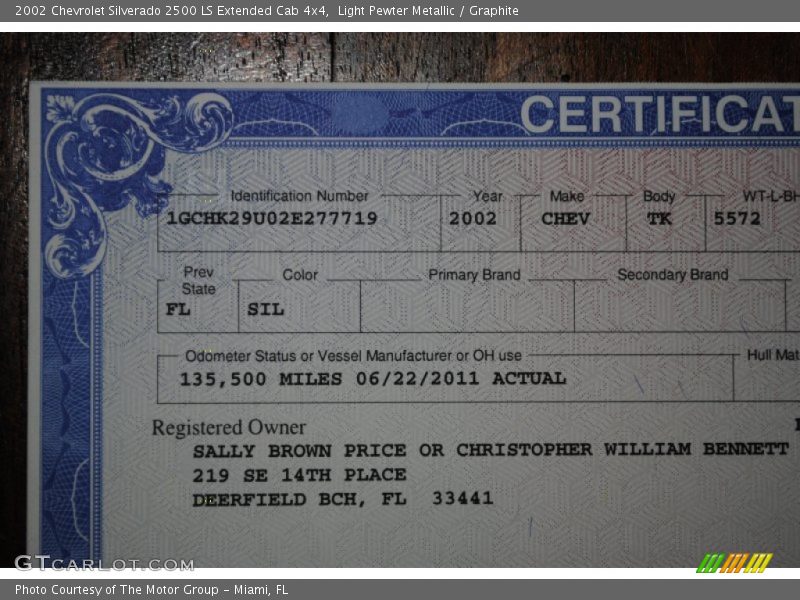 2002 Chevrolet Silverado 2500 LS Extended Cab 4x4, Light Pewter Metallic / Graphite
CERTIFICAT
Identification Number Year Make Body WT-L-BH
1GCHK29U02E277719 2002 CHEV TK 5572
Prev State Color Primary Brand Secondary Brand
FL SIL
Odometer Status or Vessel Manufacturer or OH use Hull Mat
135,500 MILES 06/22/2011 ACTUAL
Registered Owner
SALLY BROWN PRICE OR CHRISTOPHER WILLIAM BENNETT
219 SE 14TH PLACE
DEERFIELD BCH, FL 33441
GTCARLOT.COM
Photo Courtesy of The Motor Group - Miami, FL